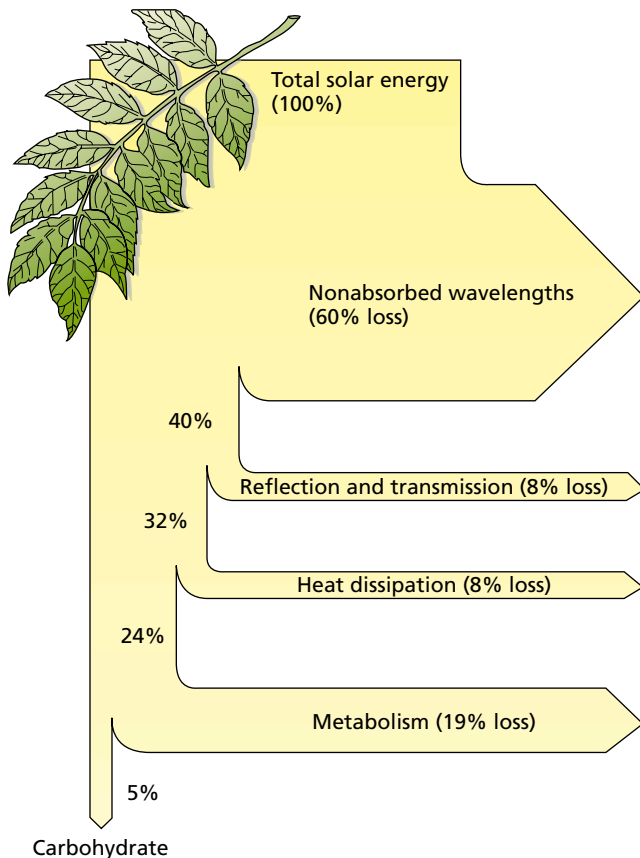 Total solar energy
(100%)
Nonabsorbed wavelengths
(60% loss)
40%
Reflection and transmission (8% loss)
32%
Heat dissipation (8% loss)
24%
Metabolism (19% loss)
5%
Carbohydrate